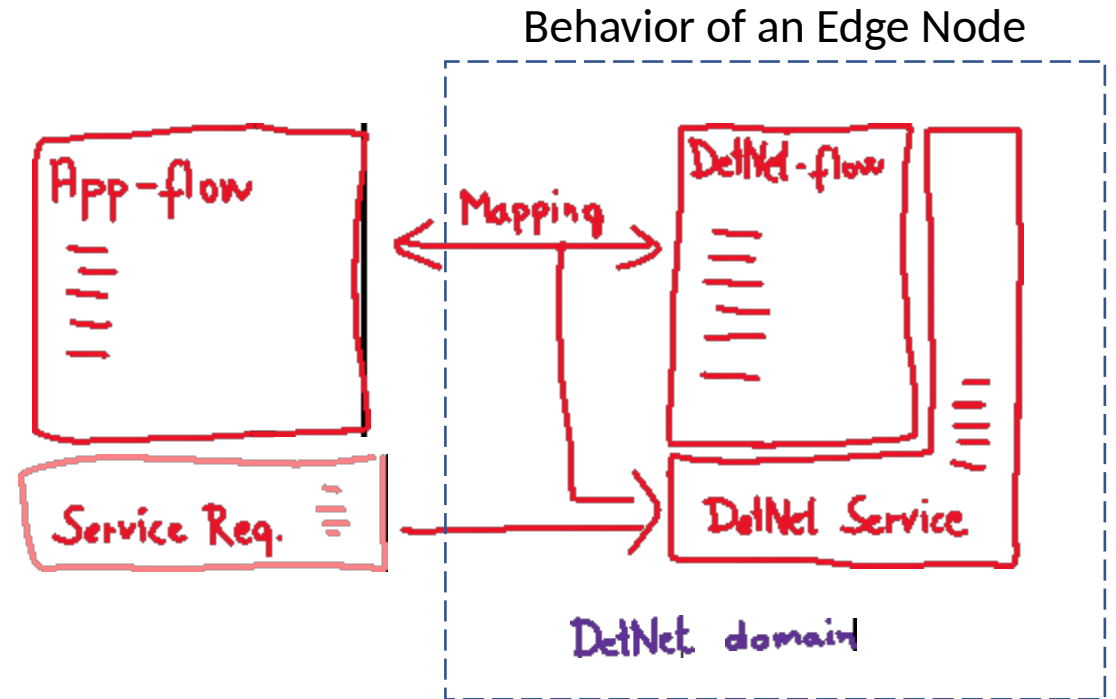 Behavior of an Edge Node
App-flow
Mapping
DetNet-flow
Service Req.
DetNet Service
DetNet domain